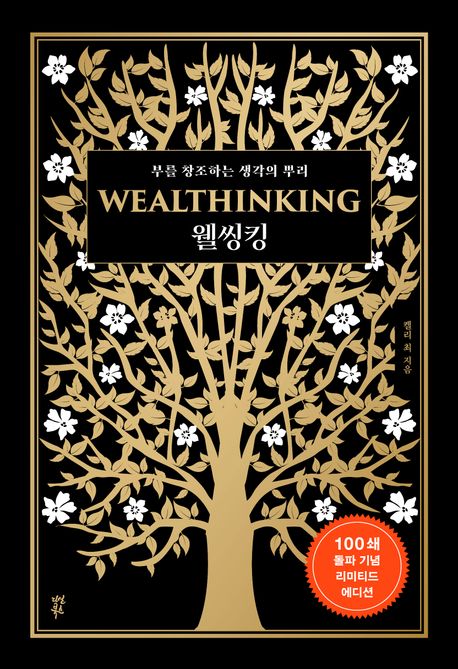 부를 창조하는 생각의 뿌리
WEALTHINKING
웰씽킹
켈리 최 지음
100쇄
돌파 기념
리미티드
에디션
다산
북스